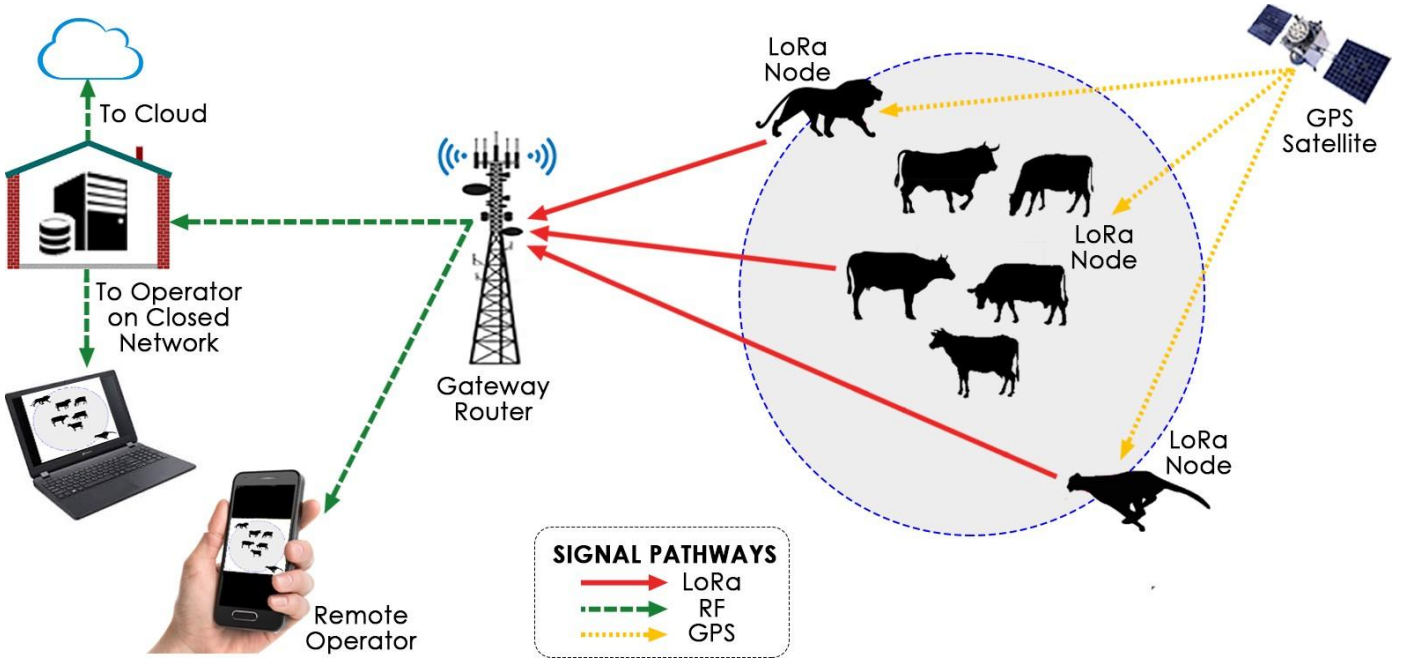 To Cloud
To Operator
on Closed
Network
Gateway
Router
Remote
Operator
LoRa
Node
LoRa
Node
LoRa
Node
GPS
Satellite
SIGNAL PATHWAYS
LoRa
RF
GPS